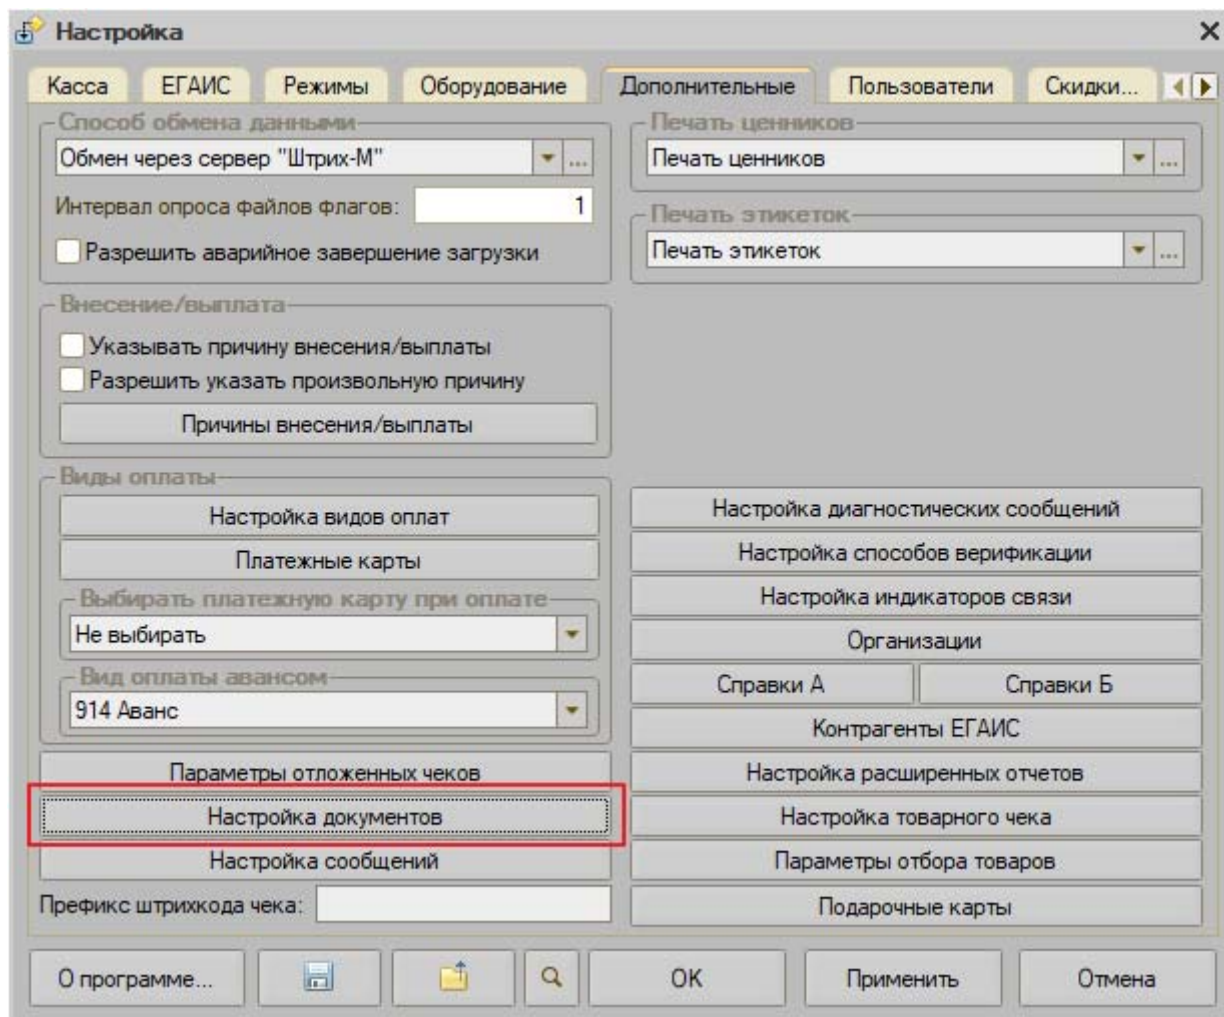 Настройка
Касса ЕГАИС Режимы Оборудование Дополнительные Пользователи Скидки...
Способ обмена данными
Обмен через сервер "Штрих-М" ...
Интервал опроса файлов флагов: 1
Разрешить аварийное завершение загрузки
Печать ценников
Печать ценников ...
Печать этикеток
Печать этикеток ...
Внесение/выплата
Указывать причину внесения/выплаты
Разрешить указать произвольную причину
Причины внесения/выплаты
Виды оплаты
Настройка видов оплат
Платежные карты
Выбирать платежную карту при оплате
Не выбирать
Вид оплаты авансом
914 Аванс
Параметры отложенных чеков
Настройка документов
Настройка сообщений
Префикс штрихкода чека:
Настройка диагностических сообщений
Настройка способов верификации
Настройка индикаторов связи
Организации
Справки А Справки Б
Контрагенты ЕГАИС
Настройка расширенных отчетов
Настройка товарного чека
Параметры отбора товаров
Подарочные карты
О программе... ОК Применить Отмена